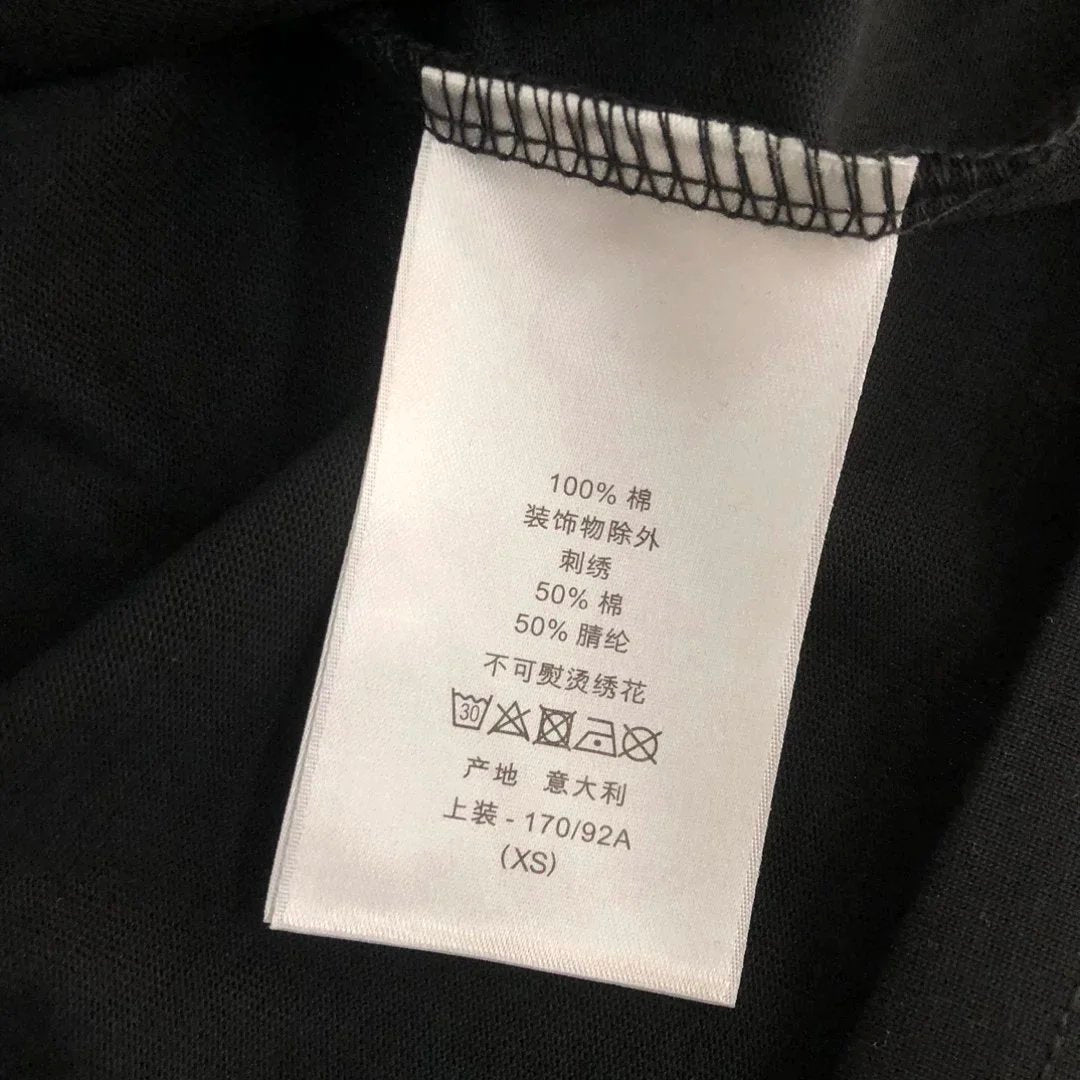 100% 棉
装饰物除外
刺绣
50% 棉
50% 腈纶
不可熨烫绣花
30
产地 意大利
上装 - 170/92A
(XS)